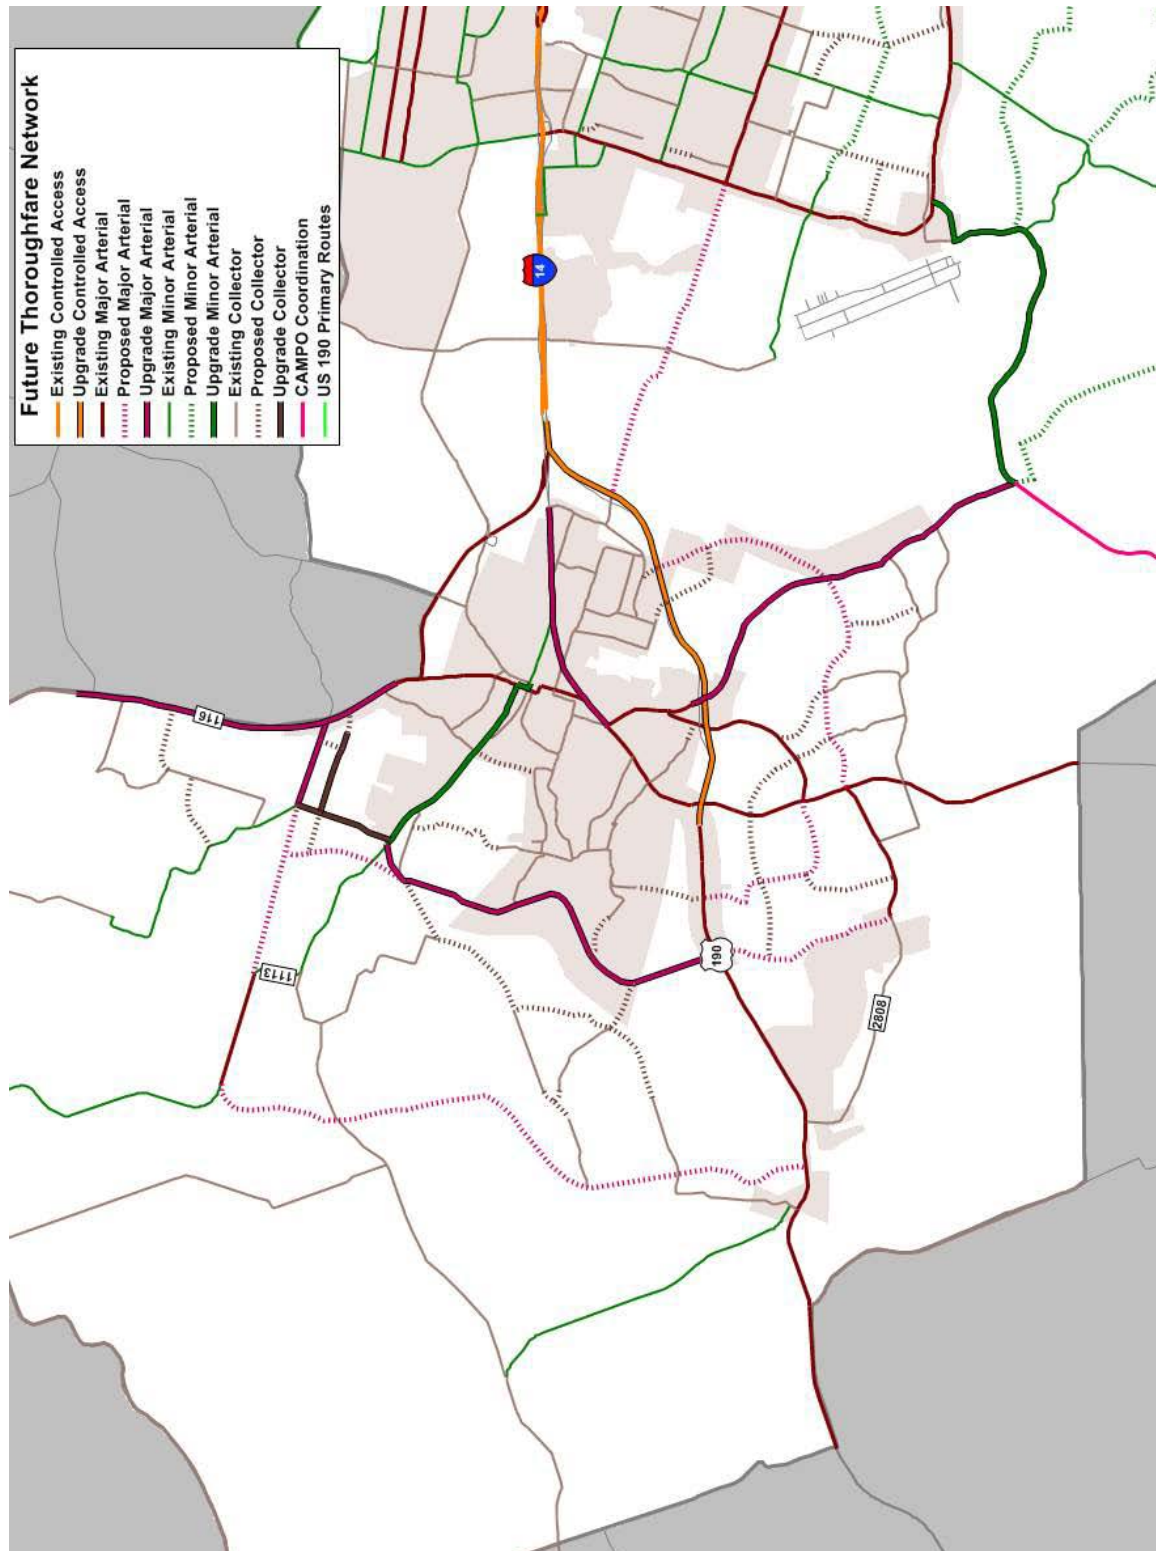 Future Thoroughfare Network
Existing Controlled Access
Upgrade Controlled Access
Existing Major Arterial
Proposed Major Arterial
Upgrade Major Arterial
Existing Minor Arterial
Proposed Minor Arterial
Upgrade Minor Arterial
Existing Collector
Proposed Collector
Upgrade Collector
CAMPO Coordination
US 190 Primary Routes
14
116
1113
190
2808